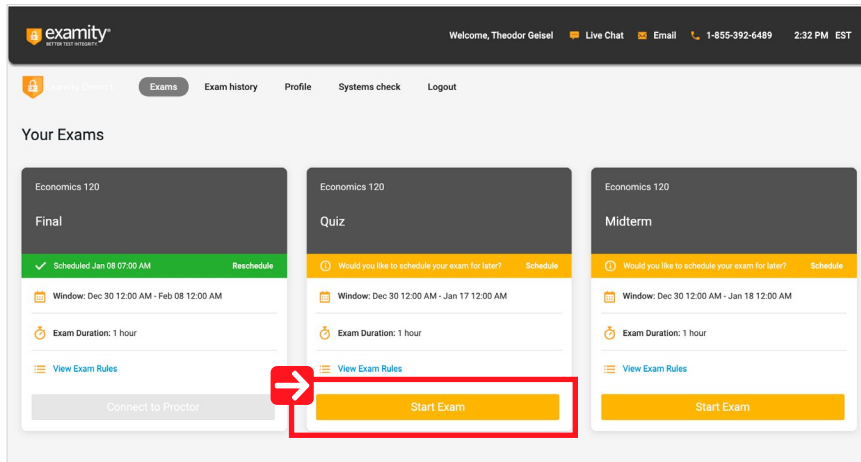 examity®
BETTER TEST INTEGRITY
Welcome, Theodor Geisel Live Chat Email 1-855-392-6489 2:32 PM EST
Examity Connect Exams Exam history Profile Systems check Logout
Your Exams
Economics 120
Final
Scheduled Jan 08 07:00 AM Reschedule
Window: Dec 30 12:00 AM - Feb 08 12:00 AM
Exam Duration: 1 hour
View Exam Rules
Connect to Proctor
Economics 120
Quiz
Would you like to schedule your exam for later? Schedule
Window: Dec 30 12:00 AM - Jan 17 12:00 AM
Exam Duration: 1 hour
View Exam Rules
Start Exam
Economics 120
Midterm
Would you like to schedule your exam for later? Schedule
Window: Dec 30 12:00 AM - Jan 18 12:00 AM
Exam Duration: 1 hour
View Exam Rules
Start Exam